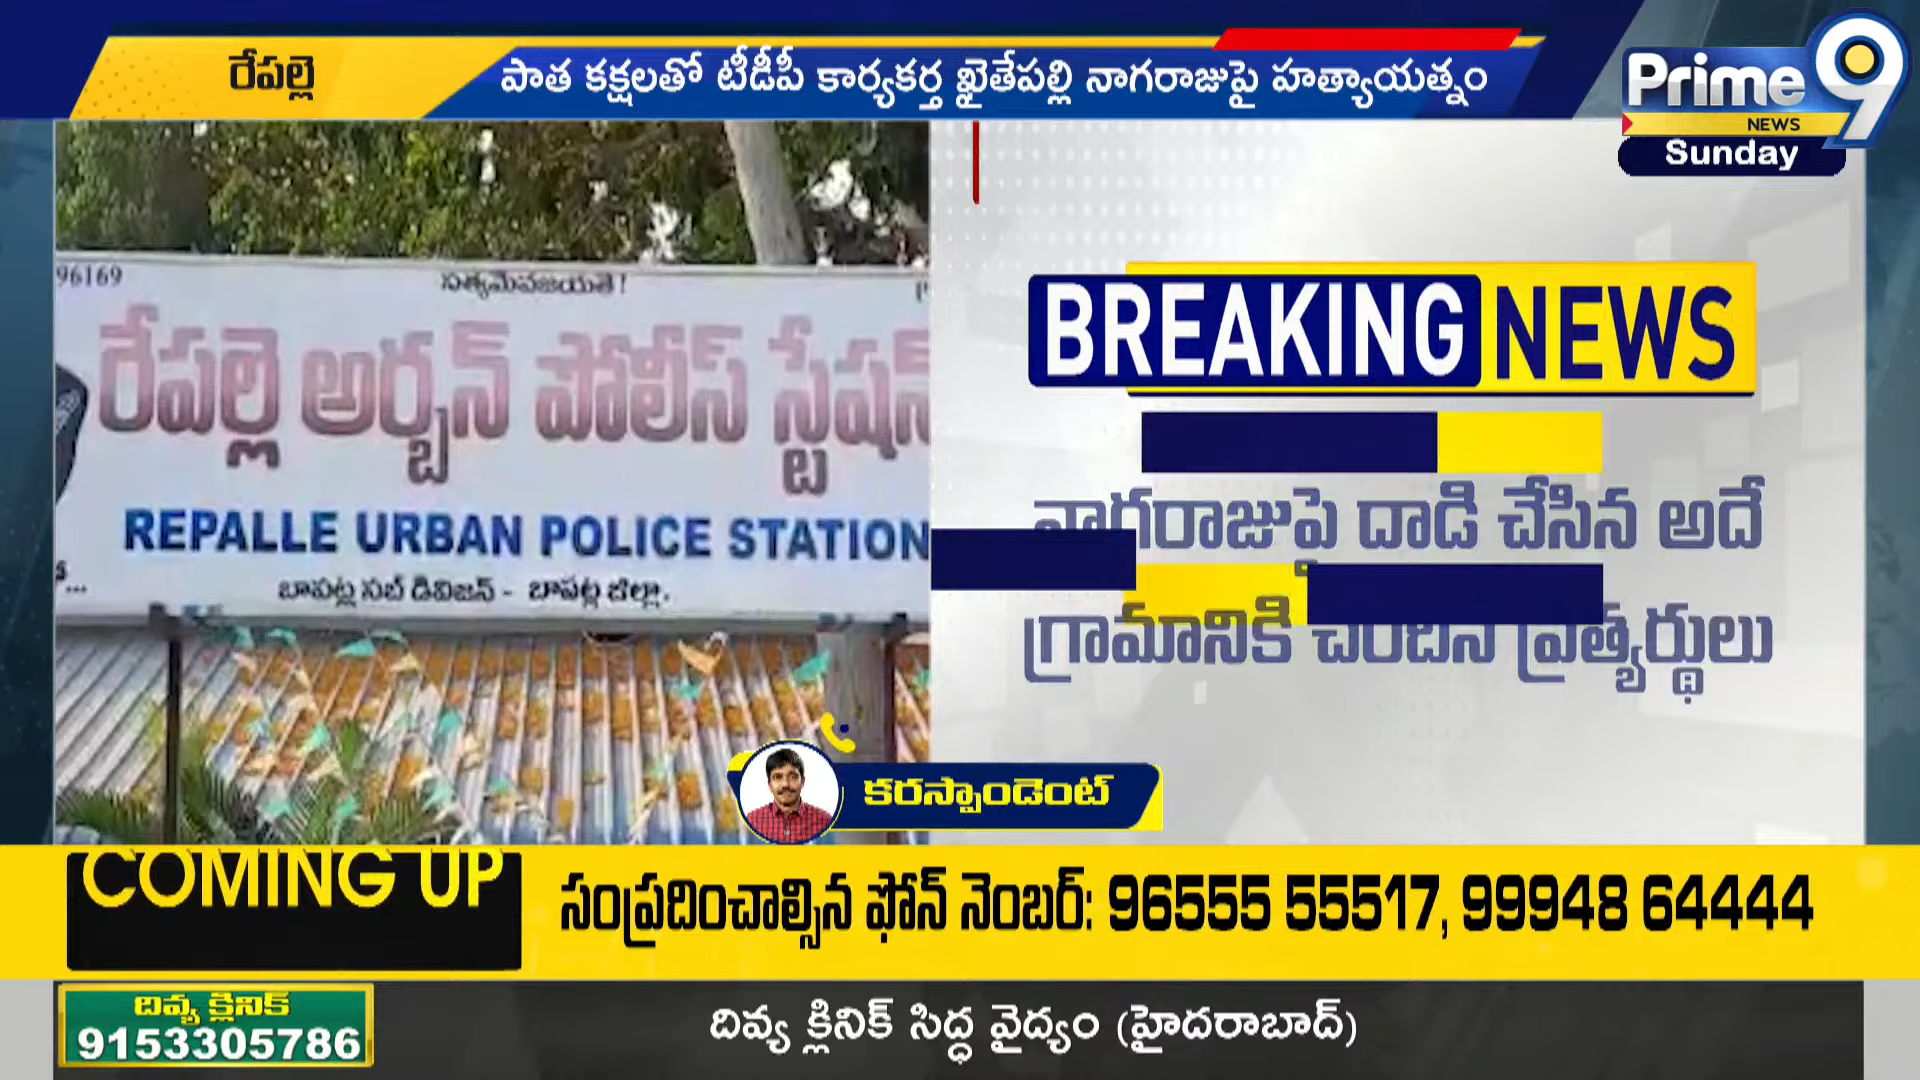 రేపల్లె
పాత కక్షలతో టీడీపీ కార్యకర్త ఖైతేపల్లి నాగరాజుపై హత్యాయత్నం
Prime 9
NEWS
Sunday
96169
సత్యమేవజయతె!
రేపల్లె అర్బన్ పోలీస్ స్టేషన్
REPALLE URBAN POLICE STATION
బాపట్ల సబ్ డివిజన్ - బాపట్ల జిల్లా.
BREAKING NEWS
నాగరాజుపై దాడి చేసిన అదే
గ్రామానికి చెందిన ప్రత్యర్థులు
కరస్పాండెంట్
COMING UP
సంప్రదించాల్సిన ఫోన్ నెంబర్: 96555 55517, 99948 64444
దివ్య క్లినిక్
9153305786
దివ్య క్లినిక్ సిద్ధ వైద్యం (హైదరాబాద్)